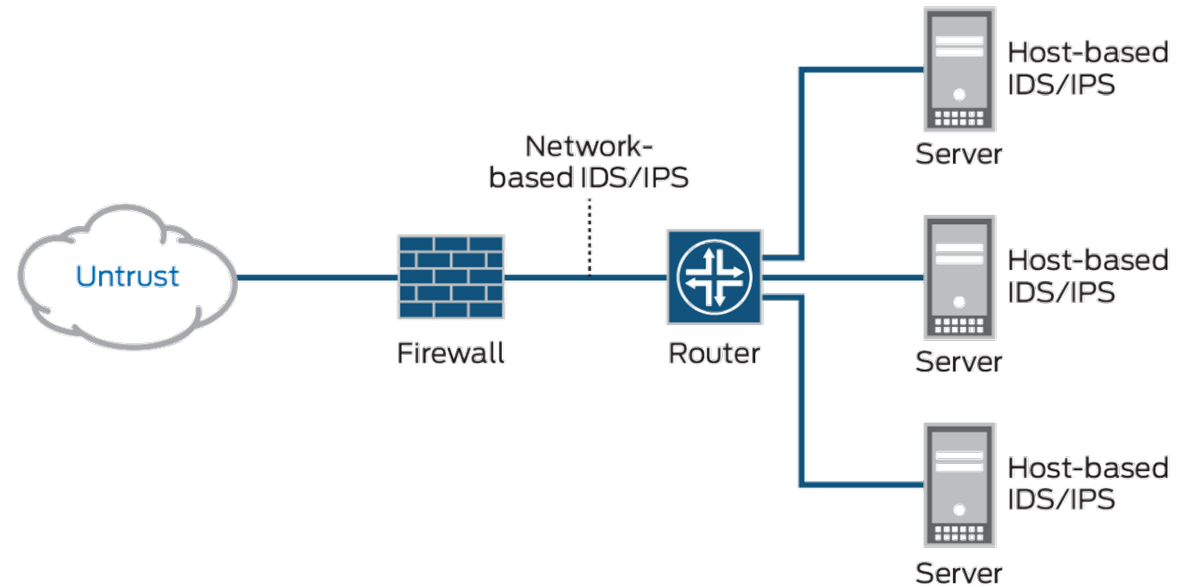 Host-based
IDS/IPS
Server
Network-
based IDS/IPS
Untrust
Firewall
Router
Host-based
IDS/IPS
Server
Host-based
IDS/IPS
Server